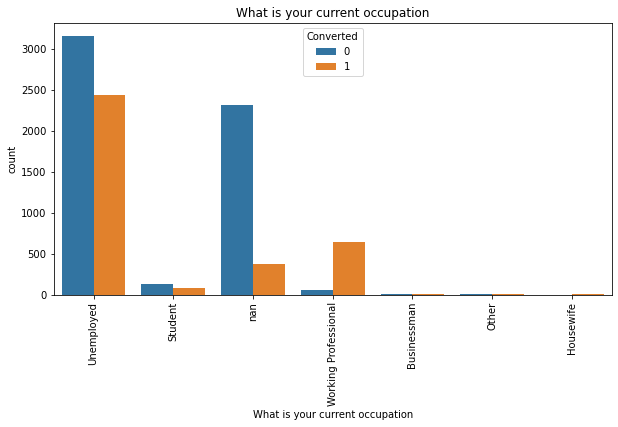 What is your current occupation
Converted
0
1
count
3000
2500
2000
1500
1000
500
0
Unemployed
Student
nan
Working Professional
Businessman
Other
Housewife
What is your current occupation